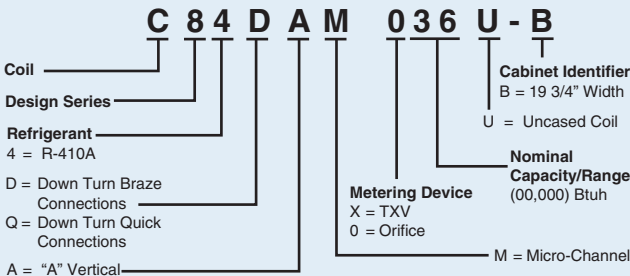 C 8 4 D A M 0 3 6 U - B
Coil
Design Series
Refrigerant
4 = R-410A
D = Down Turn Braze
Connections
Q = Down Turn Quick
Connections
A = "A" Vertical
Metering Device
X = TXV
0 = Orifice
Cabinet Identifier
B = 19 3/4" Width
U = Uncased Coil
Nominal
Capacity/Range
(00,000) Btuh
M = Micro-Channel